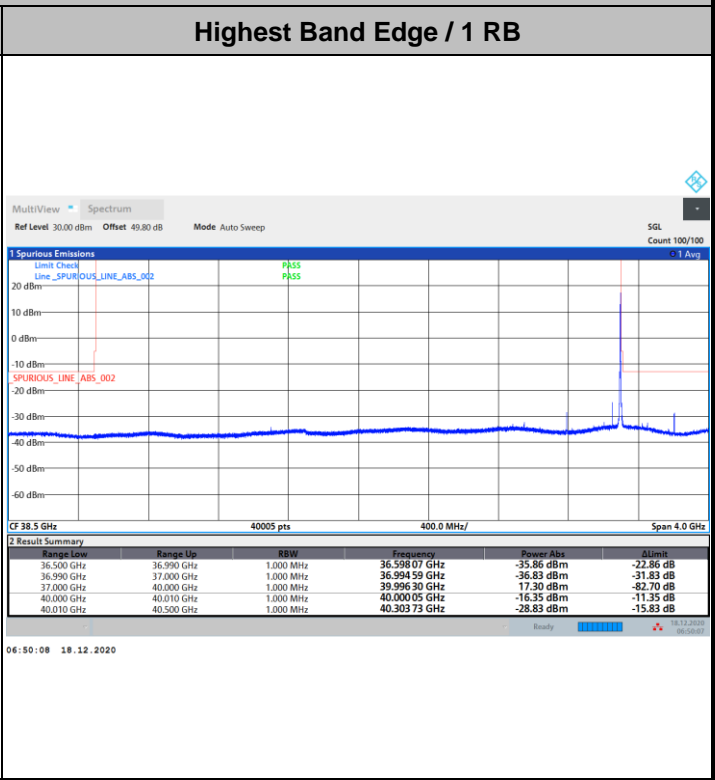 Highest Band Edge / 1 RB
MultiView Spectrum
Ref Level 30.00 dBm Offset 49.80 dB Mode Auto Sweep SGL
Count 100/100
1 Spurious Emissions 1 Avg
Limit Check PASS
Line _SPURIOUS_LINE_ABS_002 PASS
20 dBm
10 dBm
0 dBm
-10 dBm
_SPURIOUS_LINE_ABS_002
-20 dBm
-30 dBm
-40 dBm
-50 dBm
-60 dBm
CF 38.5 GHz 40005 pts 400.0 MHz/ Span 4.0 GHz
2 Result Summary
Range Low Range Up RBW Frequency Power Abs ΔLimit
36.500 GHz 36.990 GHz 1.000 MHz 36.598 07 GHz -35.86 dBm -22.86 dB
36.990 GHz 37.000 GHz 1.000 MHz 36.994 59 GHz -36.83 dBm -31.83 dB
37.000 GHz 40.000 GHz 1.000 MHz 39.996 30 GHz 17.30 dBm -82.70 dB
40.000 GHz 40.010 GHz 1.000 MHz 40.000 05 GHz -16.35 dBm -11.35 dB
40.010 GHz 40.500 GHz 1.000 MHz 40.303 73 GHz -28.83 dBm -15.83 dB
Ready 18.12.2020
06:50:07
06:50:08 18.12.2020